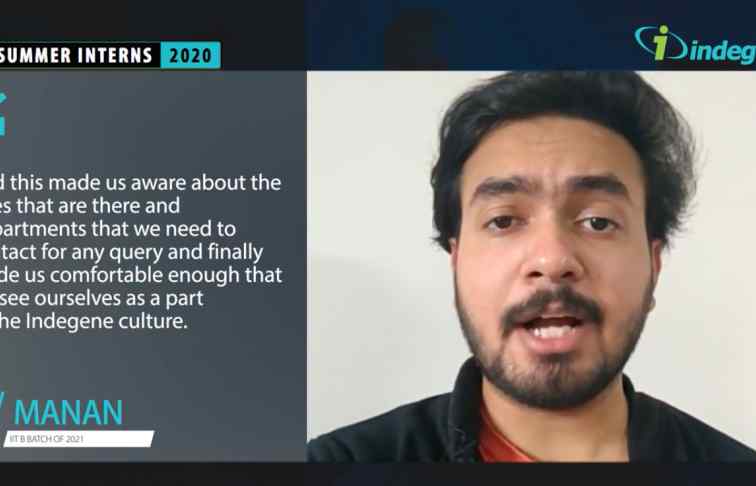 SUMMER INTERNS 2020
indeg
d this made us aware about the
es that are there and
partments that we need to
tact for any query and finally
de us comfortable enough that
see ourselves as a part
he Indegene culture.
MANAN
IIT B BATCH OF 2021